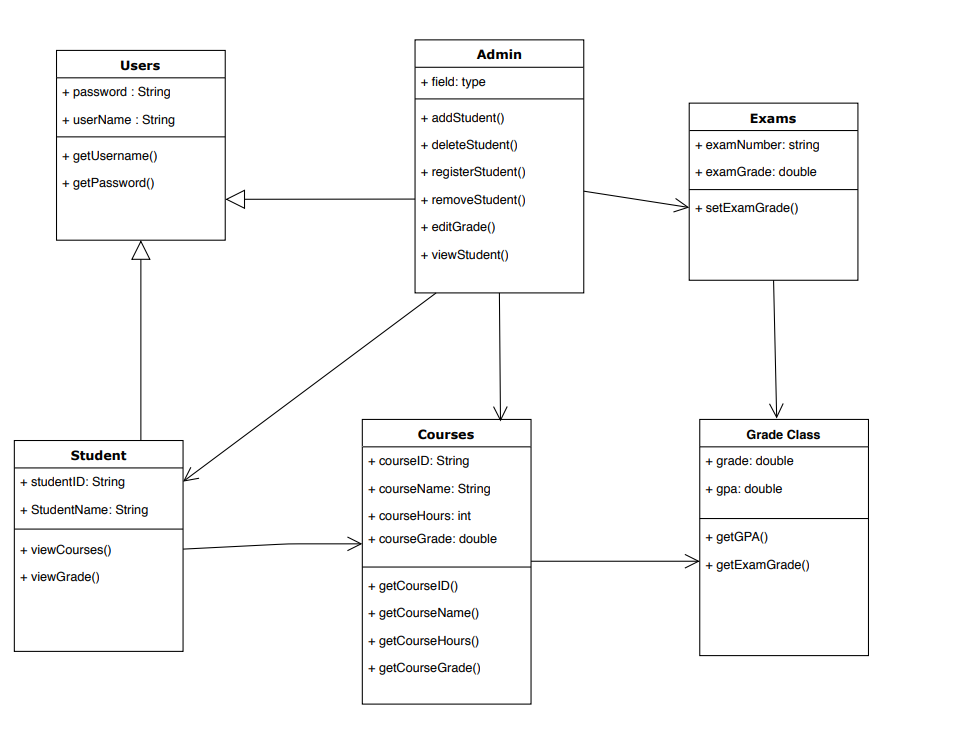 Users
+ password : String
+ userName : String
+ getUsername()
+ getPassword()
Admin
+ field: type
+ addStudent()
+ deleteStudent()
+ registerStudent()
+ removeStudent()
+ editGrade()
+ viewStudent()
Exams
+ examNumber: string
+ examGrade: double
+ setExamGrade()
Student
+ studentID: String
+ StudentName: String
+ viewCourses()
+ viewGrade()
Courses
+ courseID: String
+ courseName: String
+ courseHours: int
+ courseGrade: double
+ getCourseID()
+ getCourseName()
+ getCourseHours()
+ getCourseGrade()
Grade Class
+ grade: double
+ gpa: double
+ getGPA()
+ getExamGrade()